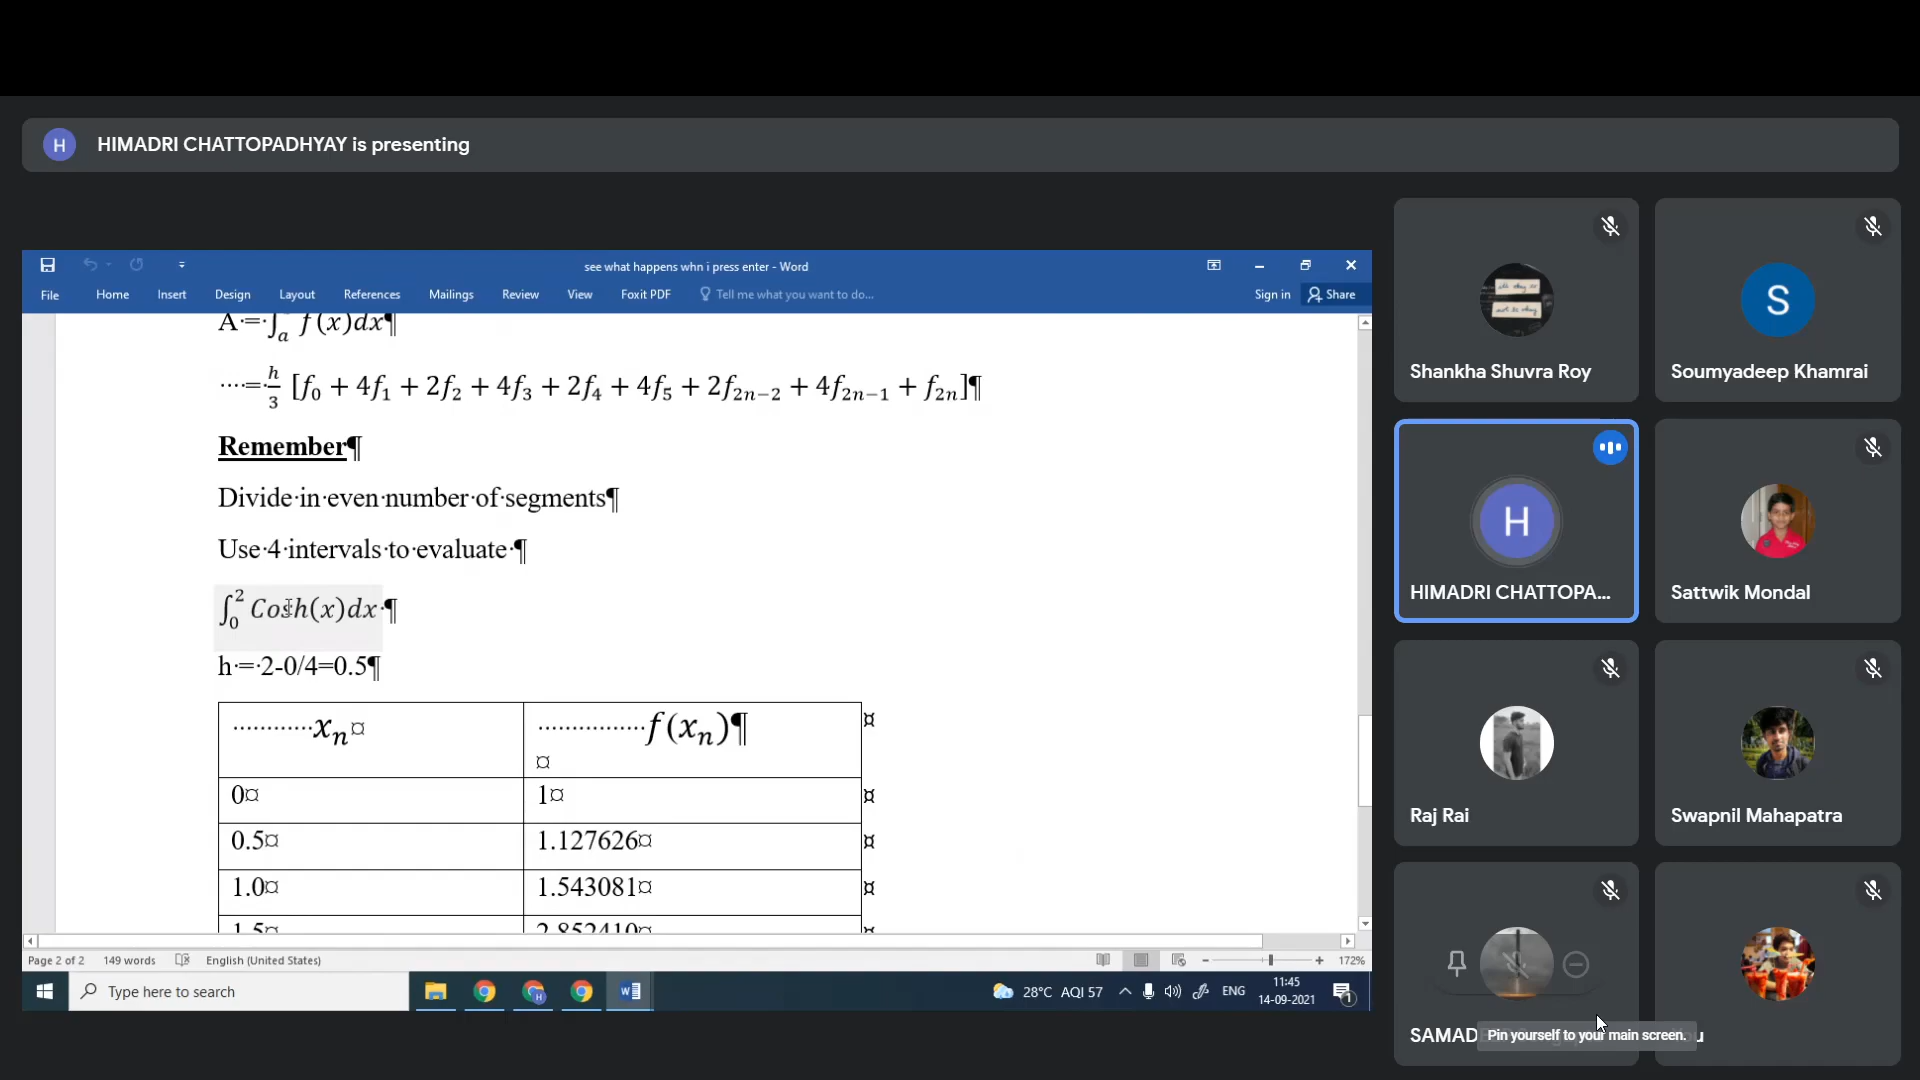 H HIMADRI CHATTOPADHYAY is presenting
see what happens whn i press enter - Word
File Home Insert Design Layout References Mailings Review View Foxit PDF Tell me what you want to do... Sign in Share
A·=·∫ₐ f(x)dx¶
····=·h/3 [f₀ + 4f₁ + 2f₂ + 4f₃ + 2f₄ + 4f₅ + 2f₂ₙ₋₂ + 4f₂ₙ₋₁ + f₂ₙ]¶
Remember¶
Divide·in·even·number·of·segments¶
Use·4·intervals·to·evaluate·¶
∫₀² Cosh(x)dx·¶
h·=·2-0/4=0.5¶
···········xₙ¤ ···············f(xₙ)¶ ¤
¤
0¤ 1¤ ¤
0.5¤ 1.127626¤ ¤
1.0¤ 1.543081¤ ¤
1.5¤ 2.852410¤ ¤
Page 2 of 2 149 words English (United States) 172%
Type here to search
28°C AQI 57 ENG
11:45
14-09-2021
1
Shankha Shuvra Roy
S
Soumyadeep Khamrai
H
HIMADRI CHATTOPA...
Sattwik Mondal
Raj Rai
Swapnil Mahapatra
SAMAD
Pin yourself to your main screen.